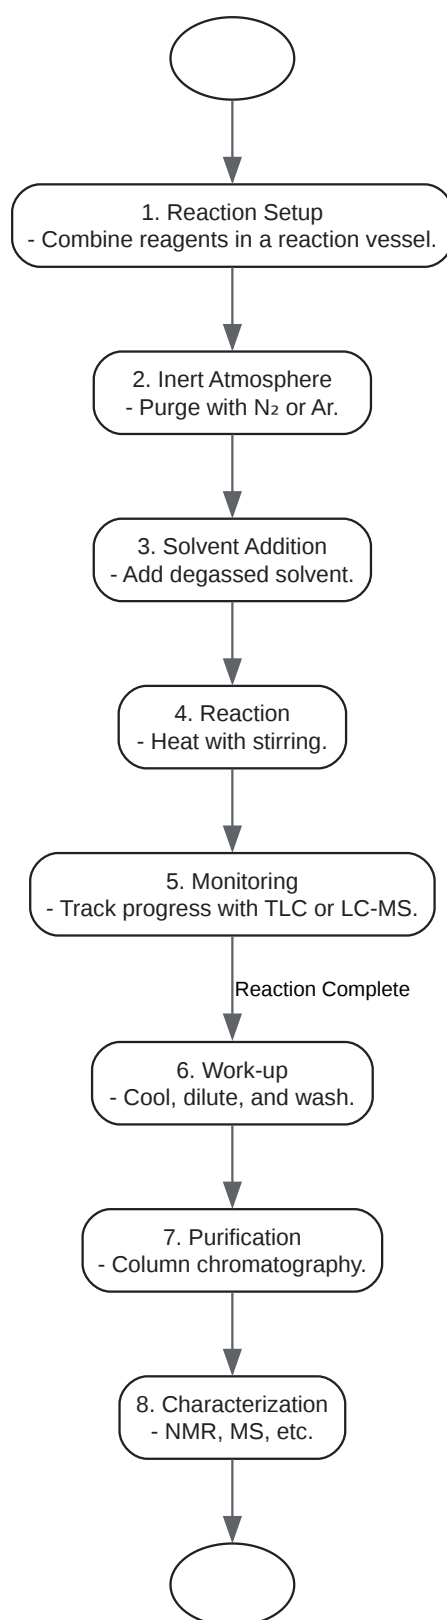 1. Reaction Setup
- Combine reagents in a reaction vessel.
2. Inert Atmosphere
- Purge with N₂ or Ar.
3. Solvent Addition
- Add degassed solvent.
4. Reaction
- Heat with stirring.
5. Monitoring
- Track progress with TLC or LC-MS.
Reaction Complete
6. Work-up
- Cool, dilute, and wash.
7. Purification
- Column chromatography.
8. Characterization
- NMR, MS, etc.